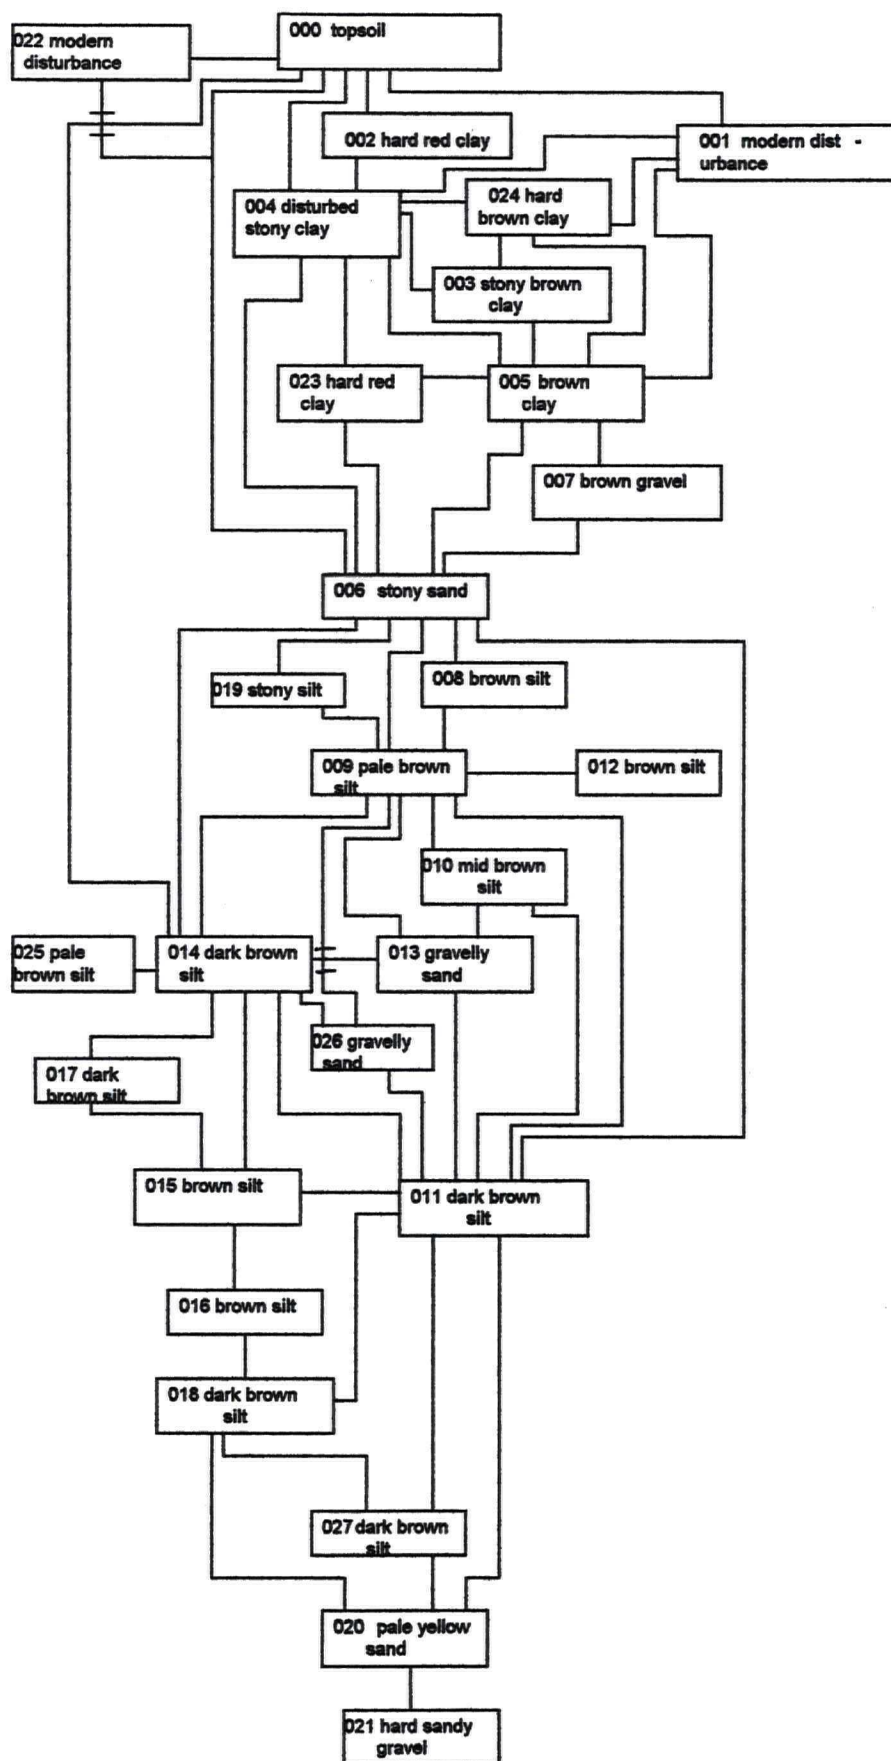 000 topsoil
022 modern
disturbance
002 hard red clay
001 modern dist -
urbance
004 disturbed
stony clay
024 hard
brown clay
003 stony brown
clay
023 hard red
clay
005 brown
clay
007 brown gravel
006 stony sand
019 stony silt
008 brown silt
009 pale brown
silt
012 brown silt
010 mid brown
silt
025 pale
brown silt
014 dark brown
silt
013 gravelly
sand
026 gravelly
sand
017 dark
brown silt
015 brown silt
011 dark brown
silt
016 brown silt
018 dark brown
silt
027 dark brown
silt
020 pale yellow
sand
021 hard sandy
gravel